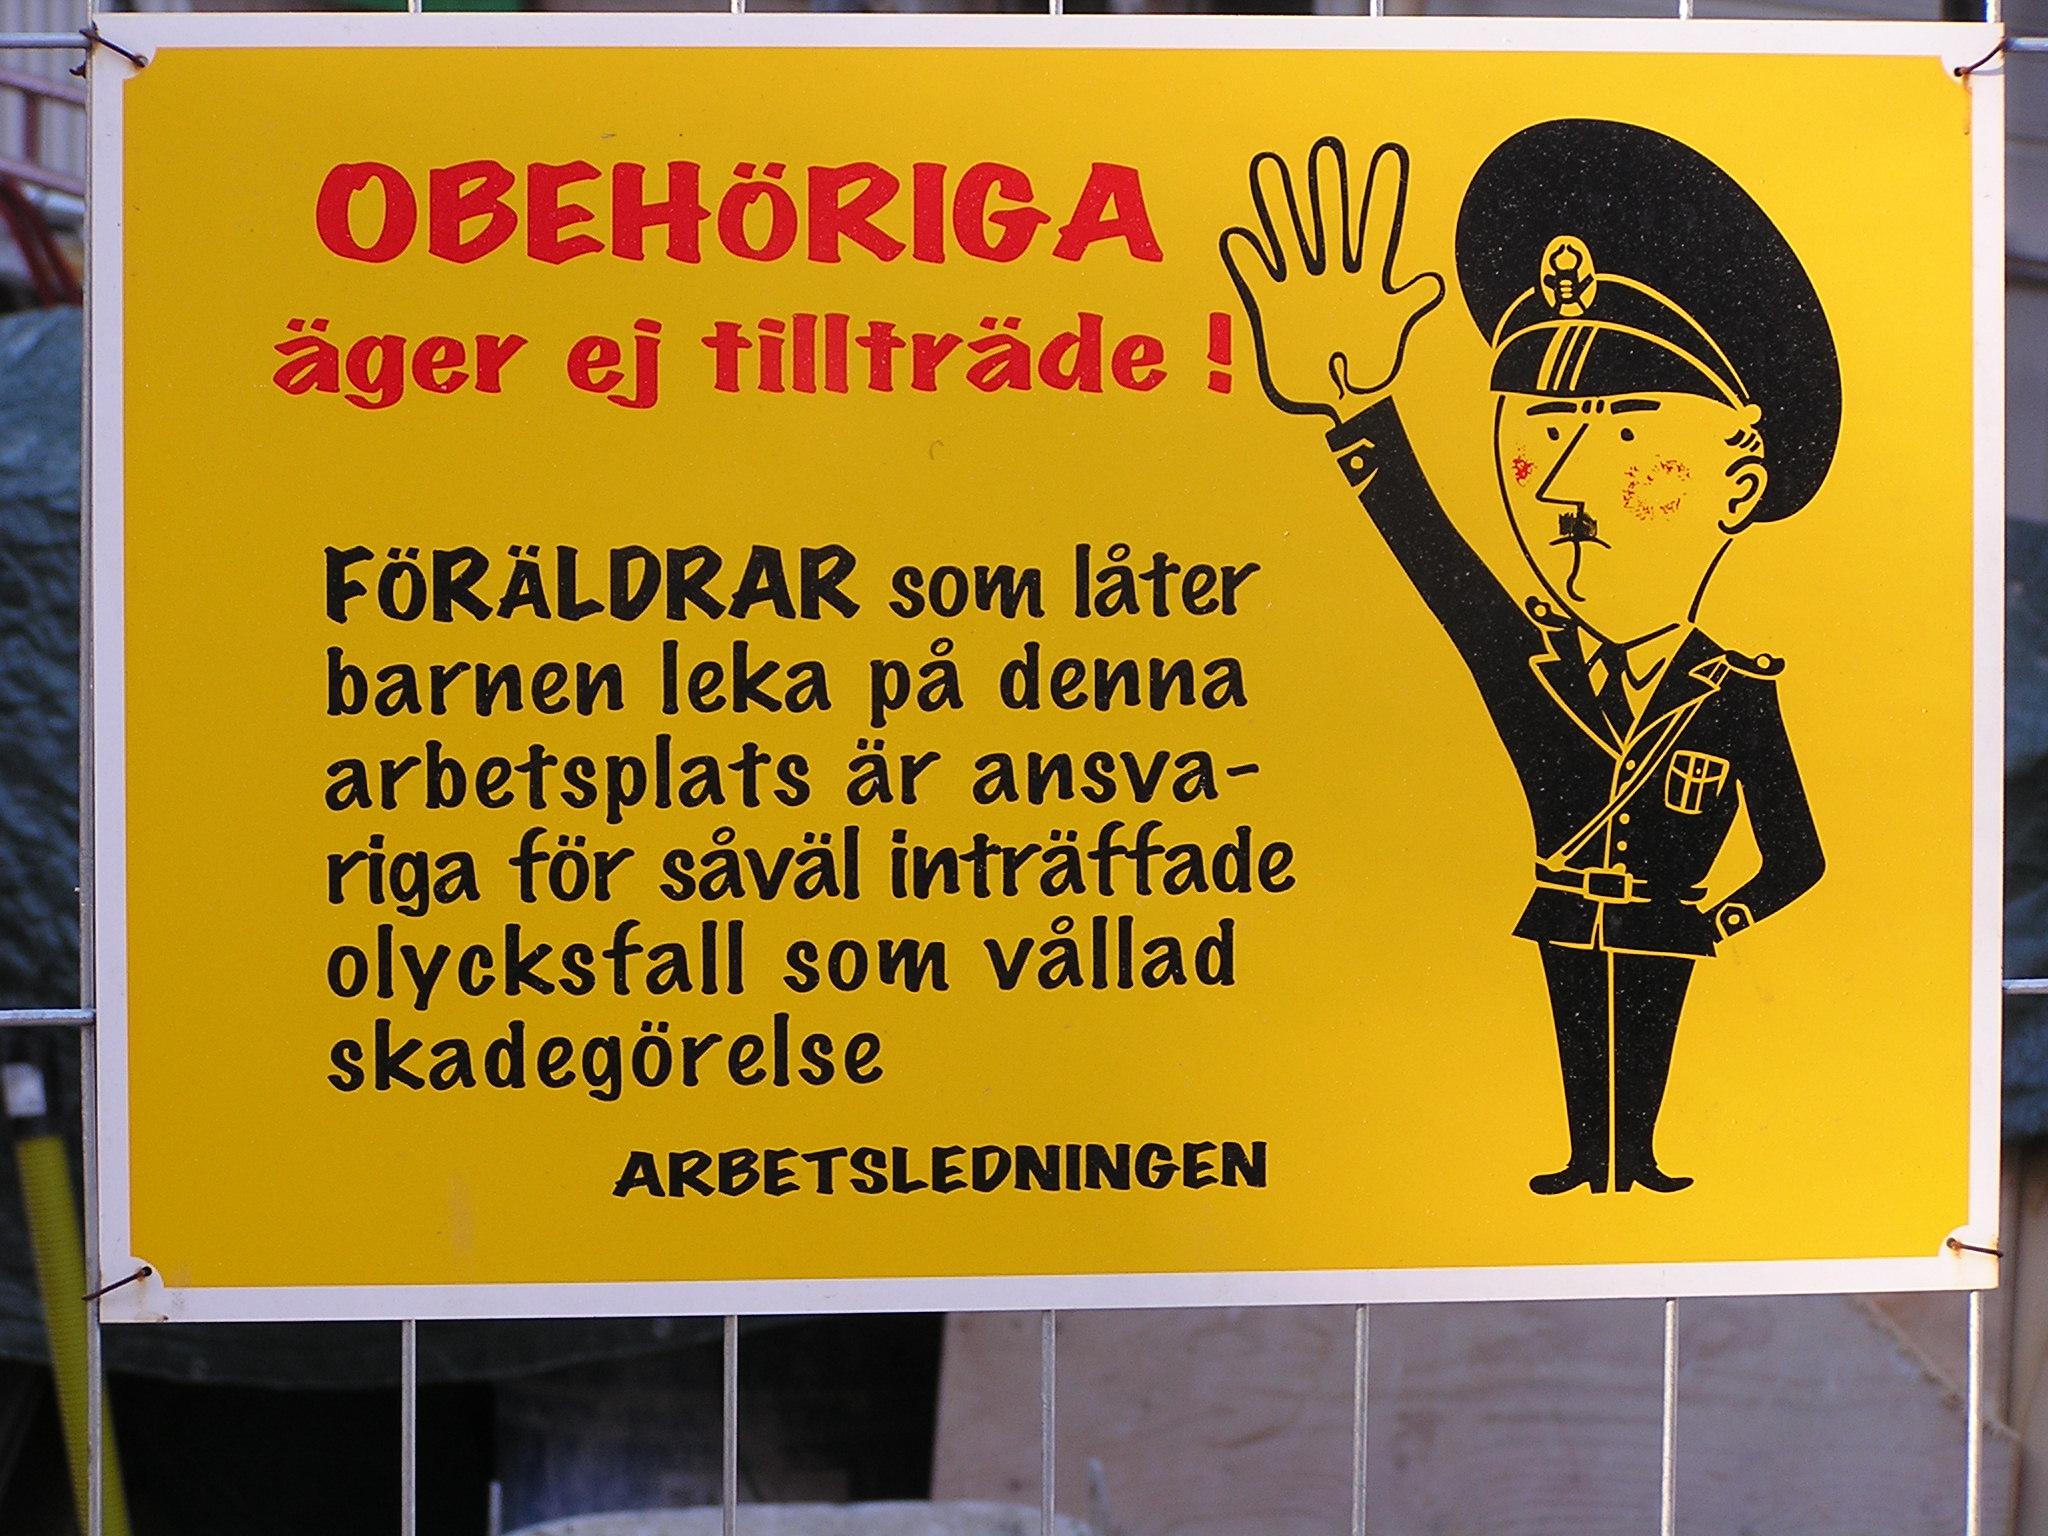 OBEHÖRIGA
äger ej tillträde !
FÖRÄLDRAR som låter
barnen leka på denna
arbetsplats är ansva-
riga för såväl inträffade
olycksfall som vållad
skadegörelse
ARBETSLEDNINGEN